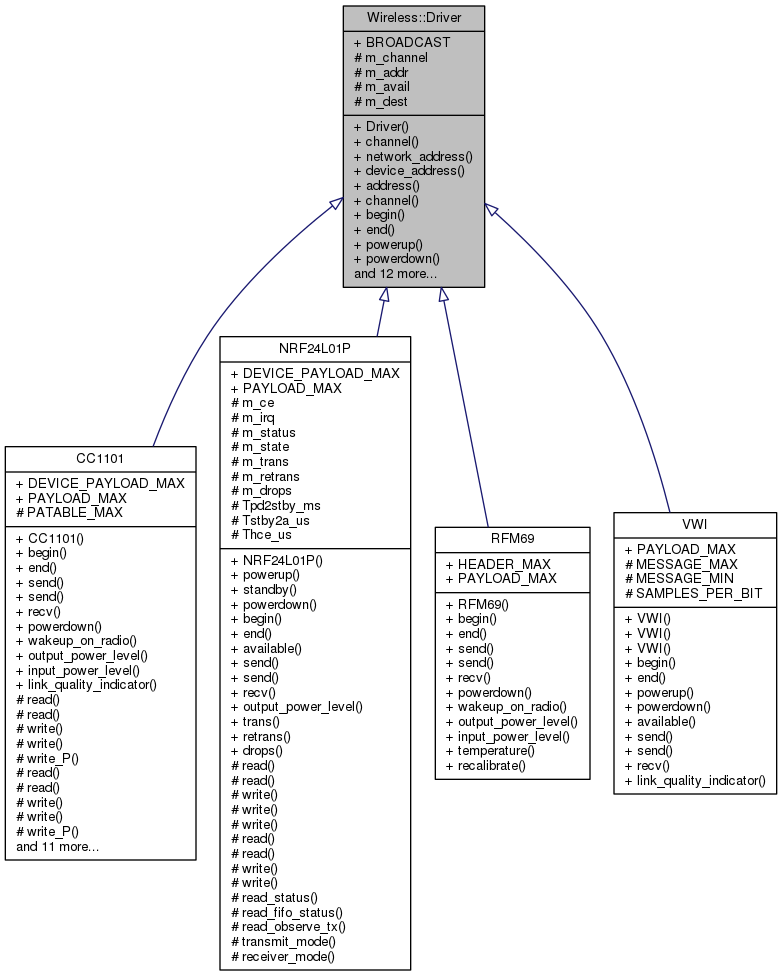 Wireless::Driver
+ BROADCAST
# m_channel
# m_addr
# m_avail
# m_dest
+ Driver()
+ channel()
+ network_address()
+ device_address()
+ address()
+ channel()
+ begin()
+ end()
+ powerup()
+ powerdown()
and 12 more...
CC1101
+ DEVICE_PAYLOAD_MAX
+ PAYLOAD_MAX
# PATABLE_MAX
+ CC1101()
+ begin()
+ end()
+ send()
+ send()
+ recv()
+ powerdown()
+ wakeup_on_radio()
+ output_power_level()
+ input_power_level()
+ link_quality_indicator()
# read()
# read()
# write()
# write()
# write_P()
# read()
# read()
# write()
# write()
# write_P()
and 11 more...
NRF24L01P
+ DEVICE_PAYLOAD_MAX
+ PAYLOAD_MAX
# m_ce
# m_irq
# m_status
# m_state
# m_trans
# m_retrans
# m_drops
# Tpd2stby_ms
# Tstby2a_us
# Thce_us
+ NRF24L01P()
+ powerup()
+ standby()
+ powerdown()
+ begin()
+ end()
+ available()
+ send()
+ send()
+ recv()
+ output_power_level()
+ trans()
+ retrans()
+ drops()
# read()
# read()
# write()
# write()
# write()
# read()
# read()
# write()
# write()
# read_status()
# read_fifo_status()
# read_observe_tx()
# transmit_mode()
# receiver_mode()
RFM69
+ HEADER_MAX
+ PAYLOAD_MAX
+ RFM69()
+ begin()
+ end()
+ send()
+ send()
+ recv()
+ powerdown()
+ wakeup_on_radio()
+ output_power_level()
+ input_power_level()
+ temperature()
+ recalibrate()
VWI
+ PAYLOAD_MAX
# MESSAGE_MAX
# MESSAGE_MIN
# SAMPLES_PER_BIT
+ VWI()
+ VWI()
+ VWI()
+ begin()
+ end()
+ powerup()
+ powerdown()
+ available()
+ send()
+ send()
+ recv()
+ link_quality_indicator()